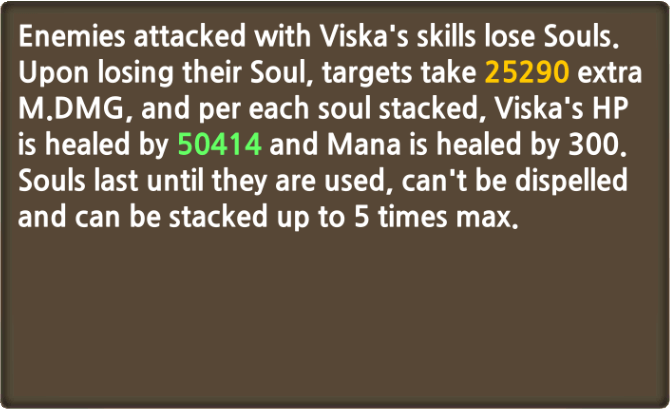 Enemies attacked with Viska's skills lose Souls.
Upon losing their Soul, targets take 25290 extra
M.DMG, and per each soul stacked, Viska's HP
is healed by 50414 and Mana is healed by 300.
Souls last until they are used, can't be dispelled
and can be stacked up to 5 times max.